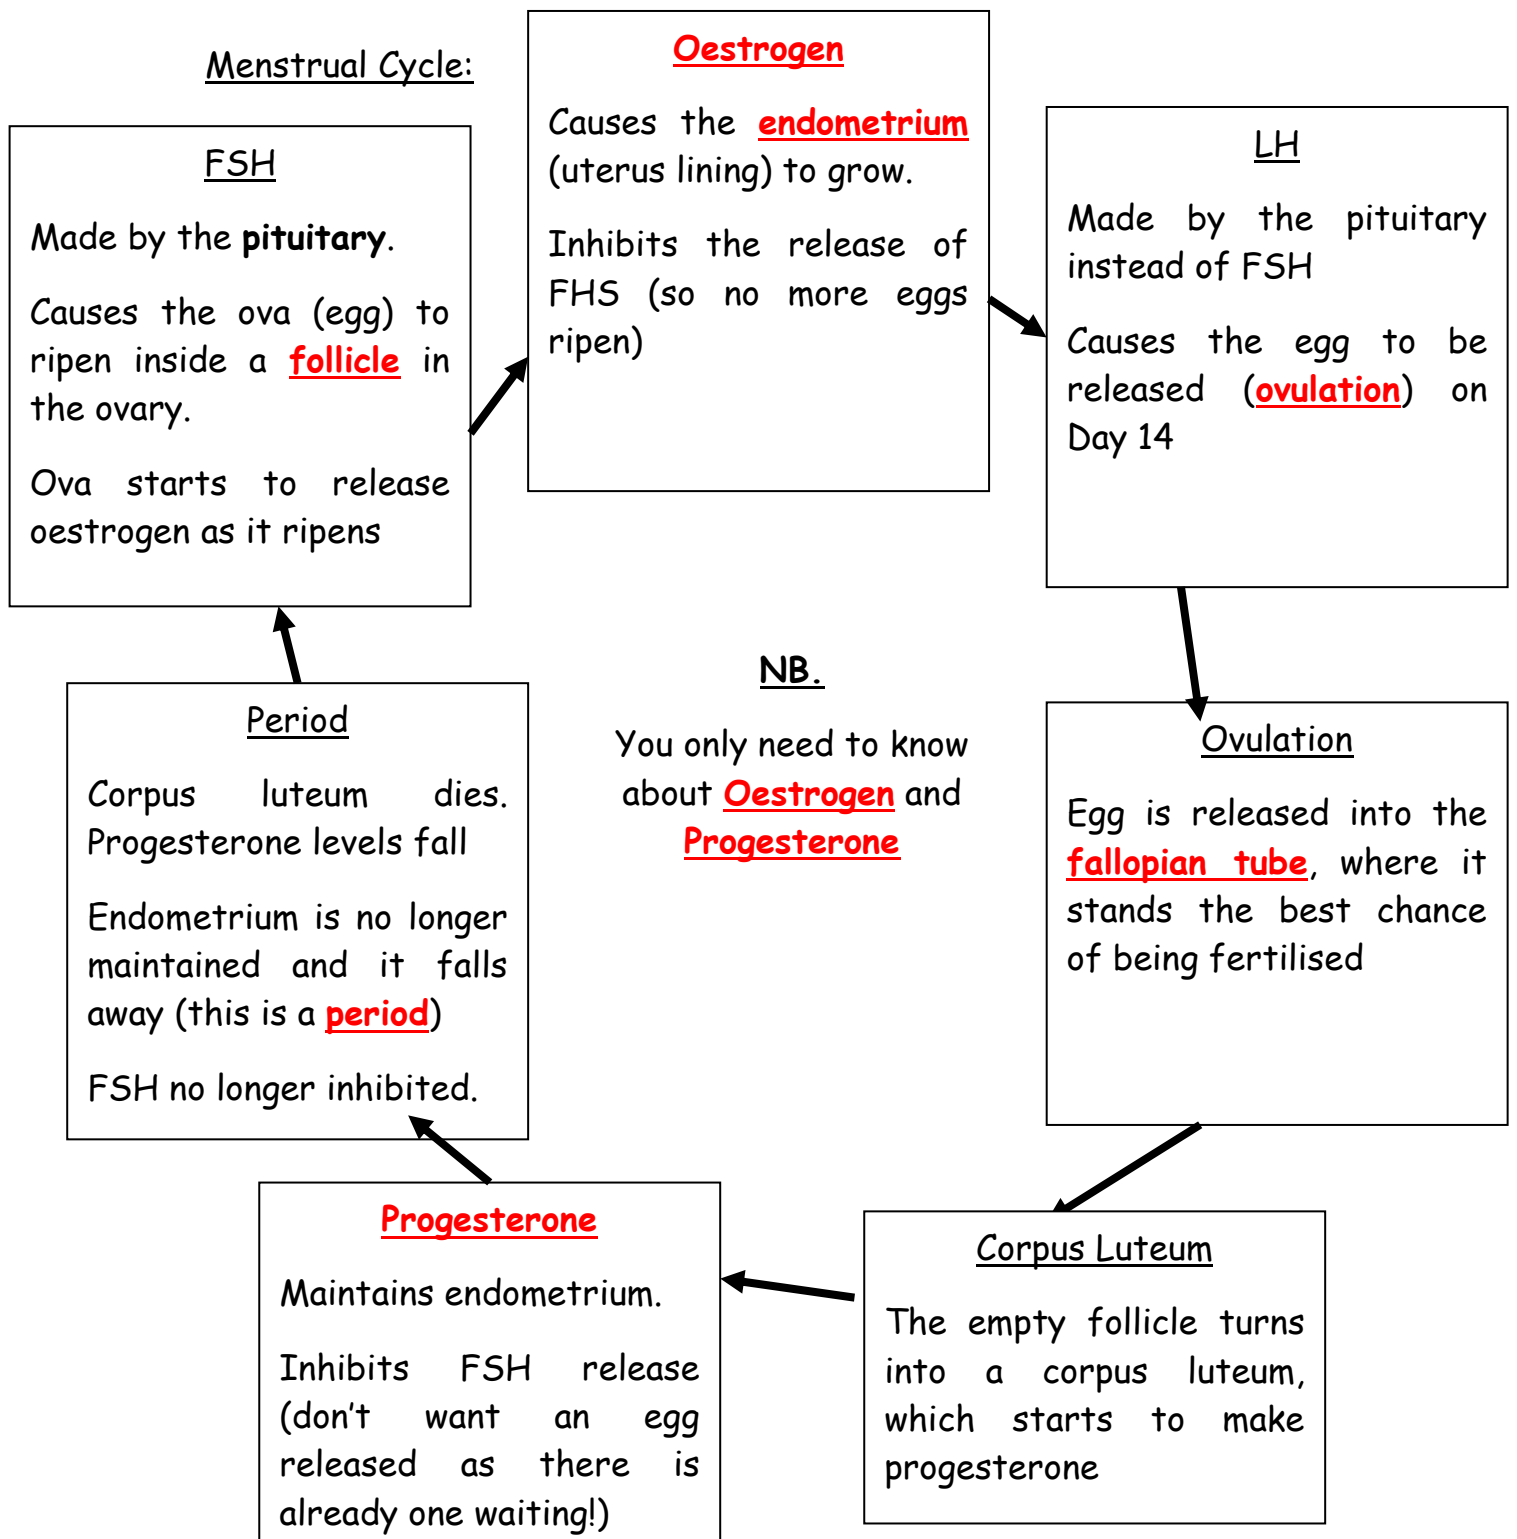 Menstrual Cycle:
FSH
Made by the pituitary.
Causes the ova (egg) to
ripen inside a follicle in
the ovary.
Ova starts to release
oestrogen as it ripens
Oestrogen
Causes the endometrium
(uterus lining) to grow.
Inhibits the release of
FHS (so no more eggs
ripen)
LH
Made by the pituitary
instead of FSH
Causes the egg to be
released (ovulation) on
Day 14
Ovulation
Egg is released into the
fallopian tube, where it
stands the best chance
of being fertilised
Corpus Luteum
The empty follicle turns
into a corpus luteum,
which starts to make
progesterone
Progesterone
Maintains endometrium.
Inhibits FSH release
(don't want an egg
released as there is
already one waiting!)
Period
Corpus luteum dies.
Progesterone levels fall
Endometrium is no longer
maintained and it falls
away (this is a period)
FSH no longer inhibited.
NB.
You only need to know
about Oestrogen and
Progesterone